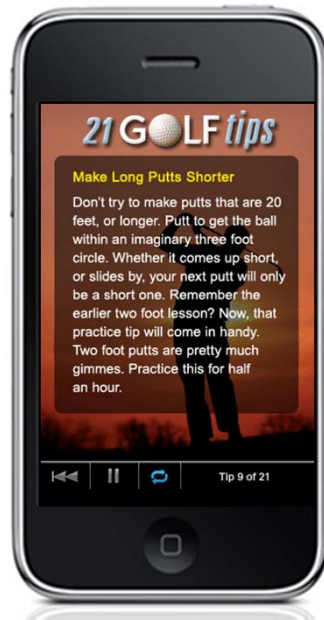 21 GOLF tips
Make Long Putts Shorter
Don't try to make putts that are 20
feet, or longer. Putt to get the ball
within an imaginary three foot
circle. Whether it comes up short,
or slides by, your next putt will only
be a short one. Remember the
earlier two foot lesson? Now, that
practice tip will come in handy.
Two foot putts are pretty much
gimmes. Practice this for half
an hour.
Tip 9 of 21